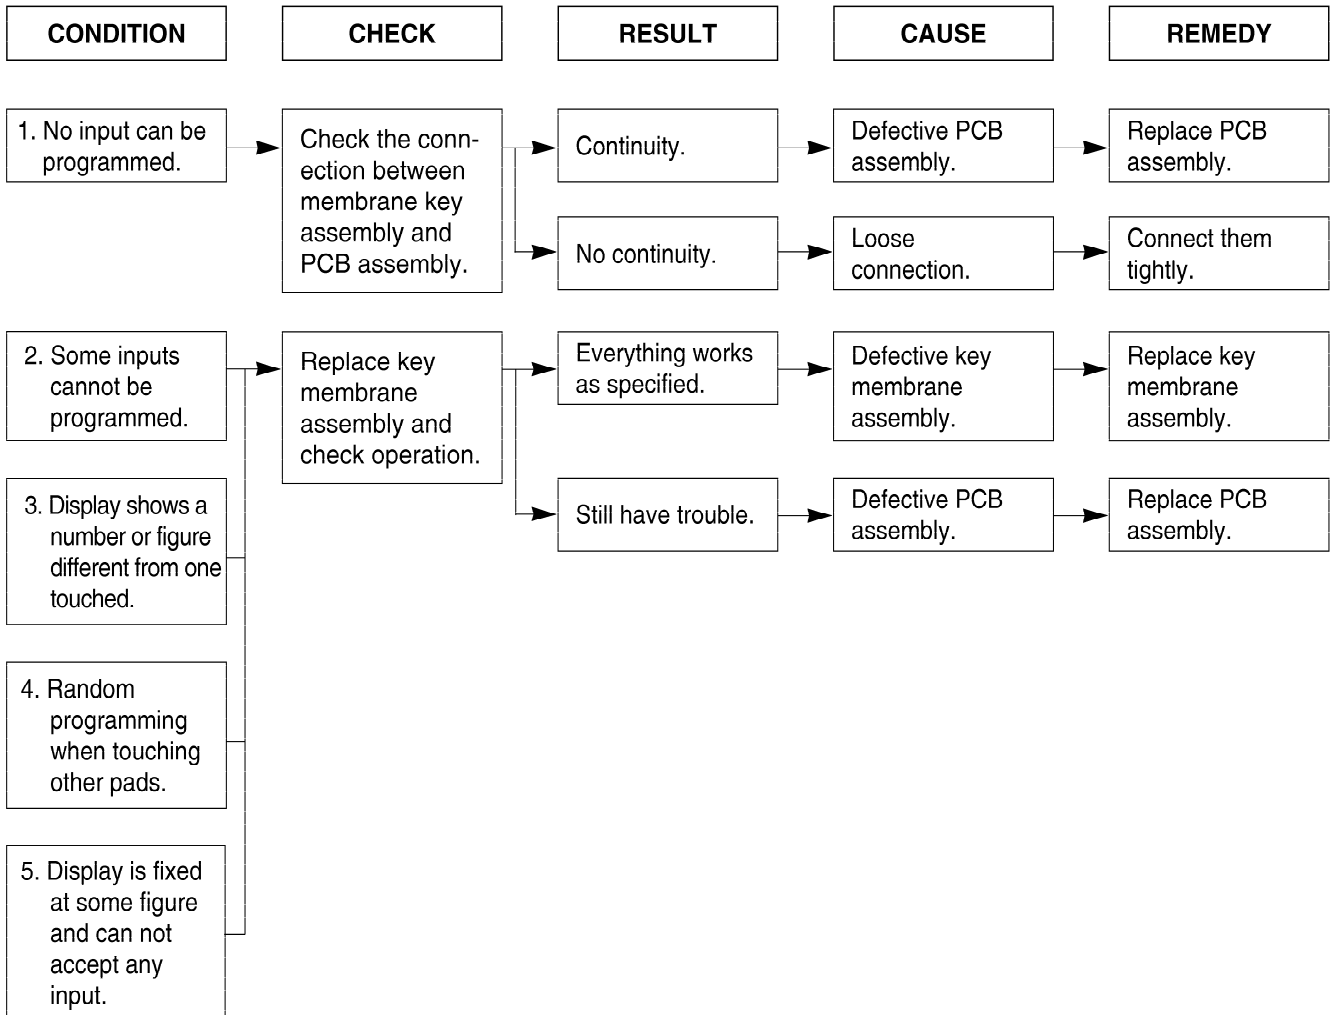 CONDITION
CHECK
RESULT
CAUSE
REMEDY
1. No input can be
programmed.
Check the conn-
ection between
membrane key
assembly and
PCB assembly.
Continuity.
Defective PCB
assembly.
Replace PCB
assembly.
No continuity.
Loose
connection.
Connect them
tightly.
2. Some inputs
cannot be
programmed.
Replace key
membrane
assembly and
check operation.
Everything works
as specified.
Defective key
membrane
assembly.
Replace key
membrane
assembly.
3. Display shows a
number or figure
different from one
touched.
Still have trouble.
Defective PCB
assembly.
Replace PCB
assembly.
4. Random
programming
when touching
other pads.
5. Display is fixed
at some figure
and can not
accept any
input.